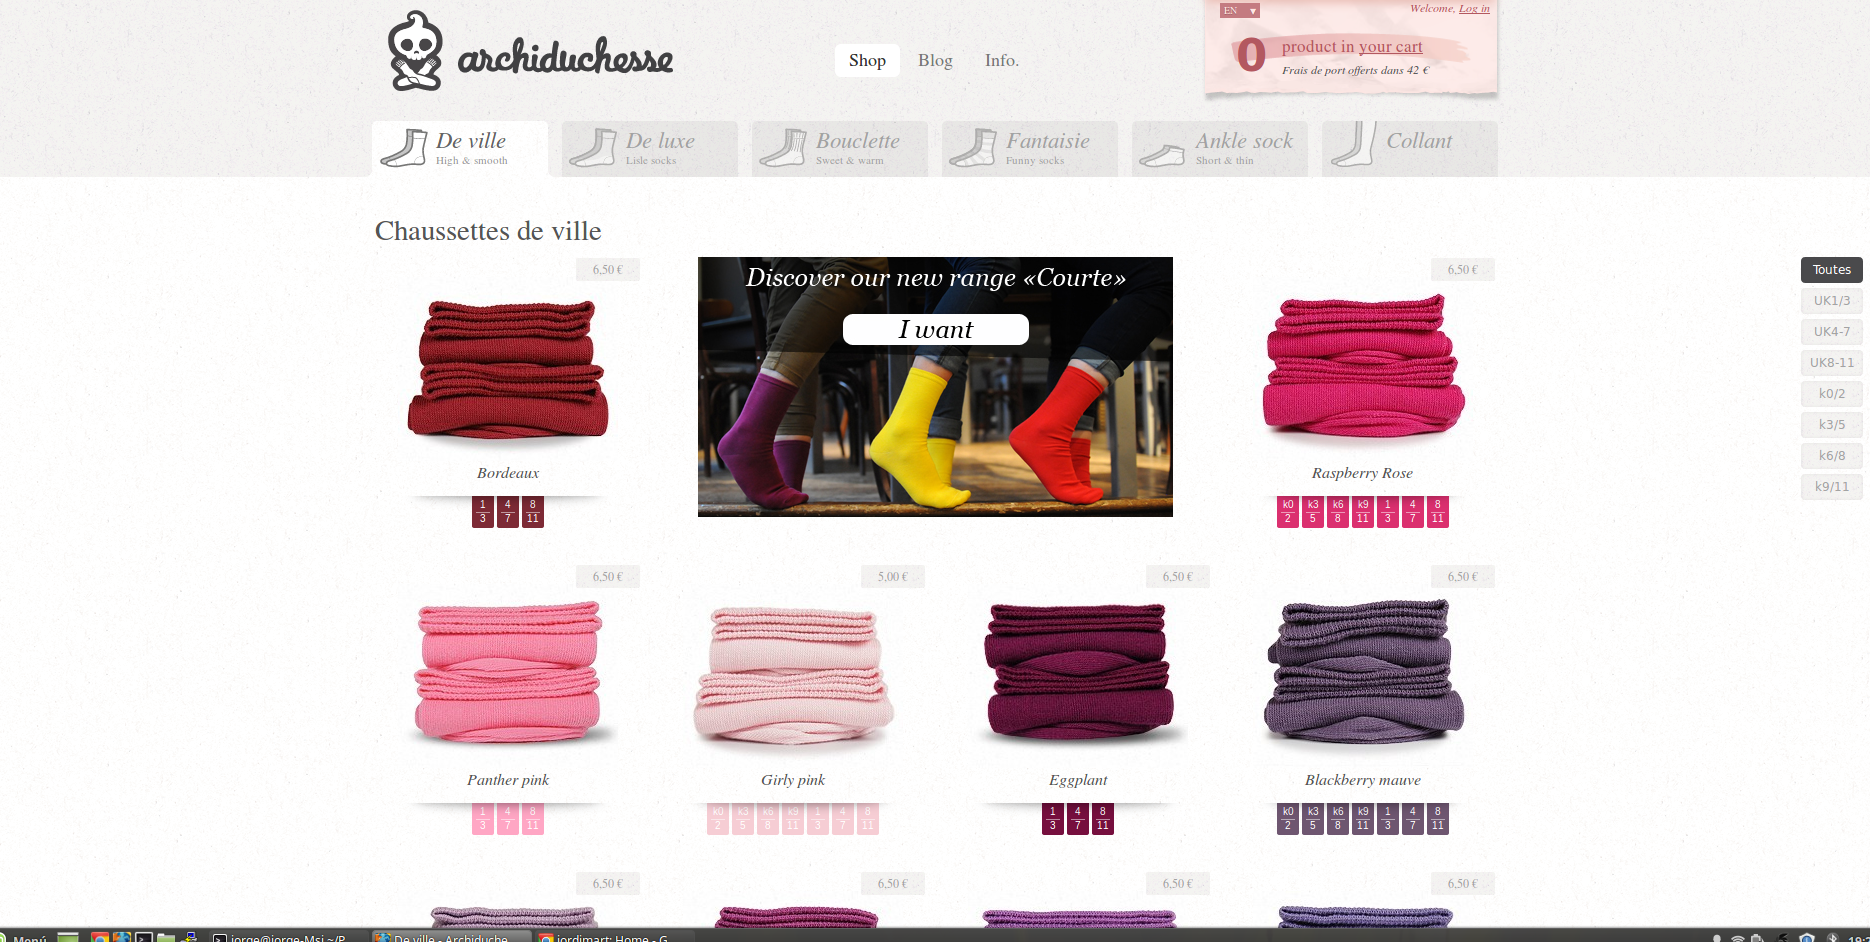 archiduchesse
Shop
Blog
Info.
EN
Welcome, Log in
0
product in your cart
Frais de port offerts dans 42 €
De ville
High & smooth
De luxe
Lisle socks
Bouclette
Sweet & warm
Fantaisie
Funny socks
Ankle sock
Short & thin
Collant
Chaussettes de ville
6,50 €
Discover our new range «Courte»
I want
6,50 €
Toutes
UK1/3
UK4-7
UK8-11
k0/2
k3/5
k6/8
k9/11
Bordeaux
1 4 8
3 7 11
Raspberry Rose
k0 k3 k6 k9 1 4 8
2 5 8 11 3 7 11
6,50 €
5,00 €
6,50 €
6,50 €
Panther pink
1 4 8
3 7 11
Girly pink
k0 k3 k6 k9 1 4 8
2 5 8 11 3 7 11
Eggplant
1 4 8
3 7 11
Blackberry mauve
k0 k3 k6 k9 1 4 8
2 5 8 11 3 7 11
6,50 €
6,50 €
6,50 €
6,50 €
Menú
jorge@jorge-Msi ~/P
De ville - Archiduche
jordimart: Home - G